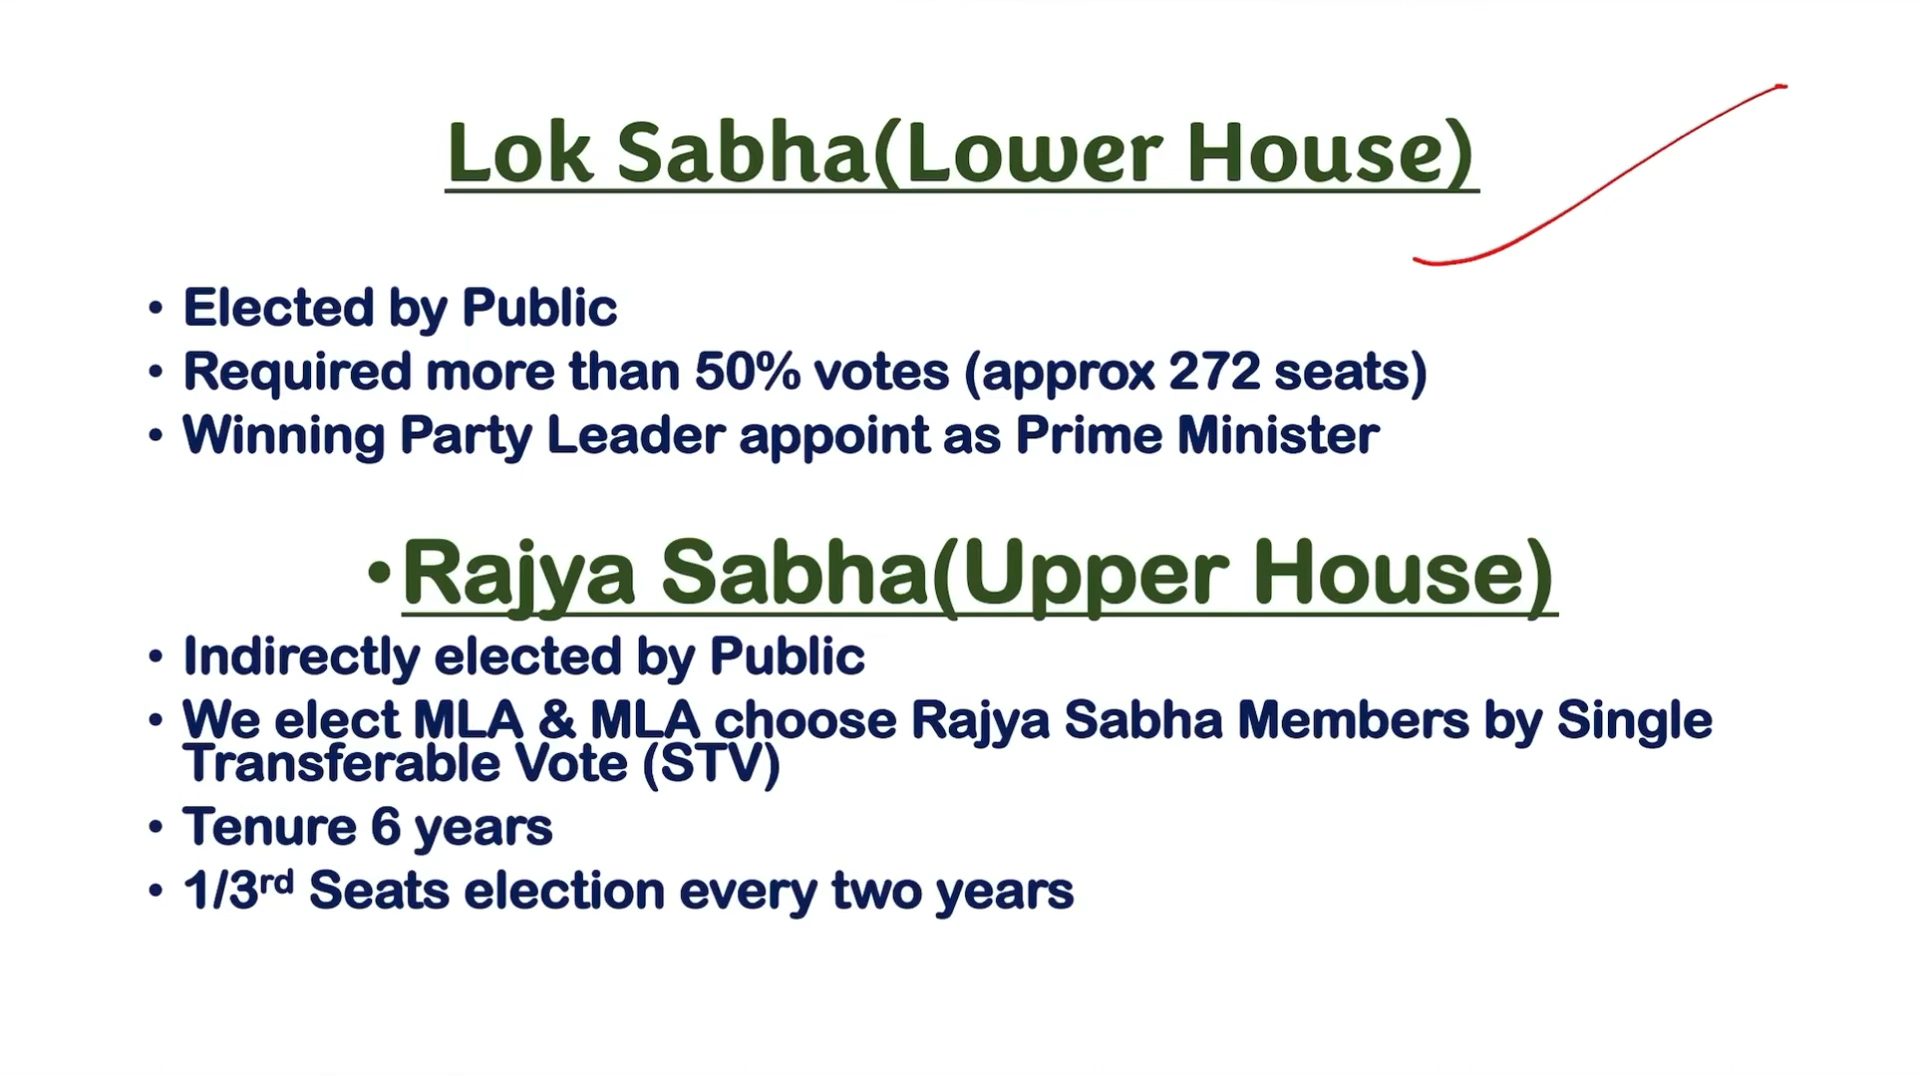 Lok Sabha(Lower House)
• Elected by Public
• Required more than 50% votes (approx 272 seats)
• Winning Party Leader appoint as Prime Minister
•Rajya Sabha(Upper House)
• Indirectly elected by Public
• We elect MLA & MLA choose Rajya Sabha Members by Single
Transferable Vote (STV)
• Tenure 6 years
• 1/3rd Seats election every two years